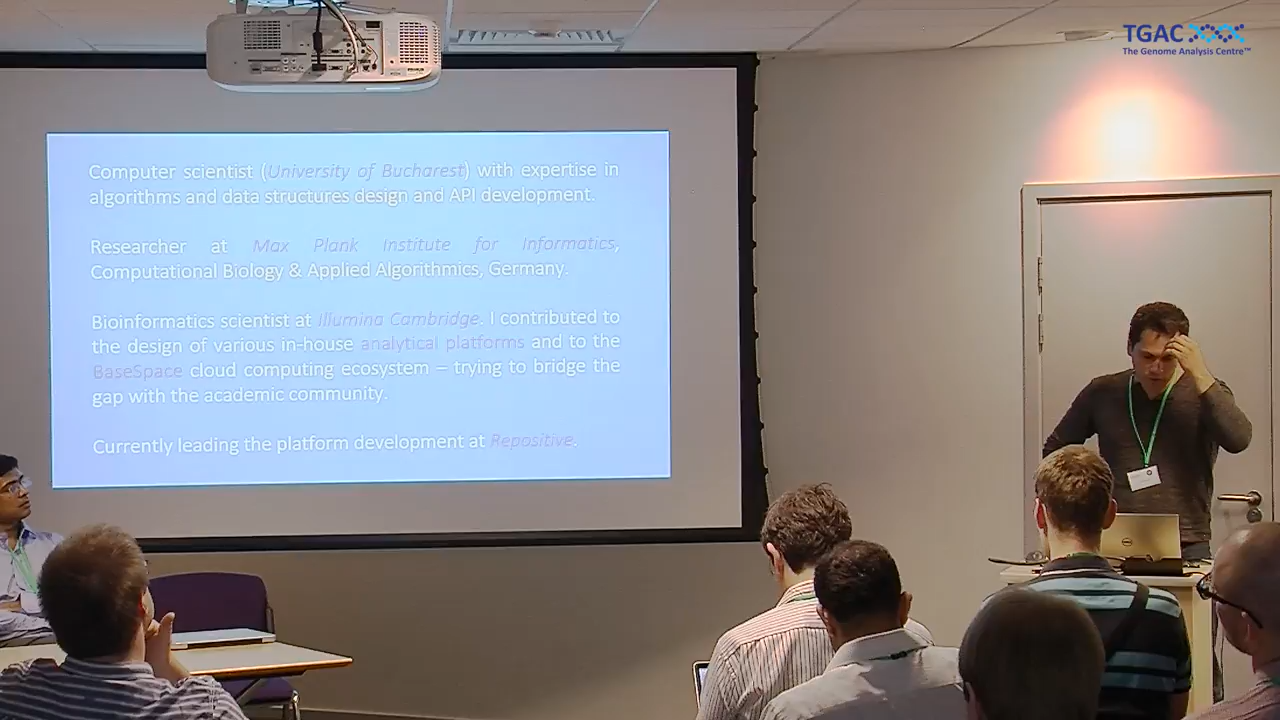 TGAC
The Genome Analysis Centre™
Computer scientist (University of Bucharest) with expertise in
algorithms and data structures design and API development.
Researcher at Max Plank Institute for Informatics,
Computational Biology & Applied Algorithmics, Germany.
Bioinformatics scientist at Illumina Cambridge. I contributed to
the design of various in-house analytical platforms and to the
BaseSpace cloud computing ecosystem – trying to bridge the
gap with the academic community.
Currently leading the platform development at Repositive.
DELL